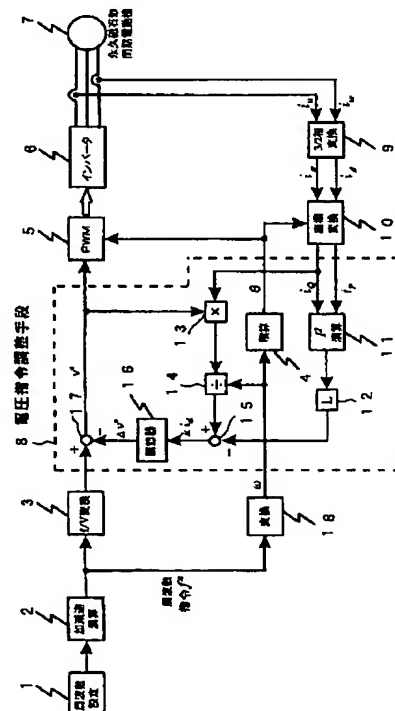 8 電圧指令調整手段
1
周波数
設定
2
加減速
演算
3
f/V変換
周波数
指令f*
17
+
-
v*
Δv*
16
調節器
14
÷
15
+
-
13
×
18
変換
ω
4
積算
θ
5
PWM
6
インバータ
7
永久磁石形
同期電動機
iu
iw
3/2相
変換
9
座標
変換
10
11
演算
L
12